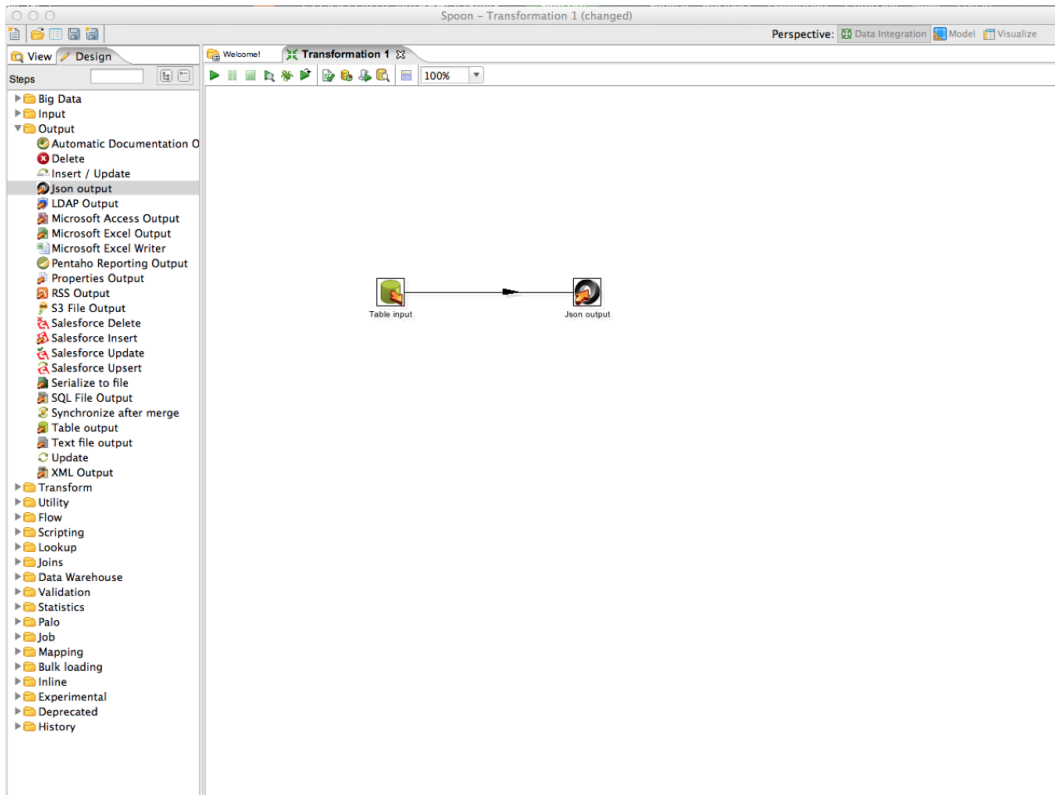 Spoon – Transformation 1 (changed)
Perspective: Data Integration Model Visualize
View Design
Welcome! Transformation 1
Steps
100%
Big Data
Input
Output
Automatic Documentation O
Delete
Insert / Update
Json output
LDAP Output
Microsoft Access Output
Microsoft Excel Output
Microsoft Excel Writer
Pentaho Reporting Output
Properties Output
RSS Output
S3 File Output
Salesforce Delete
Salesforce Insert
Salesforce Update
Salesforce Upsert
Serialize to file
SQL File Output
Synchronize after merge
Table output
Text file output
Update
XML Output
Transform
Utility
Flow
Scripting
Lookup
Joins
Data Warehouse
Validation
Statistics
Palo
Job
Mapping
Bulk loading
Inline
Experimental
Deprecated
History
Table input
Json output